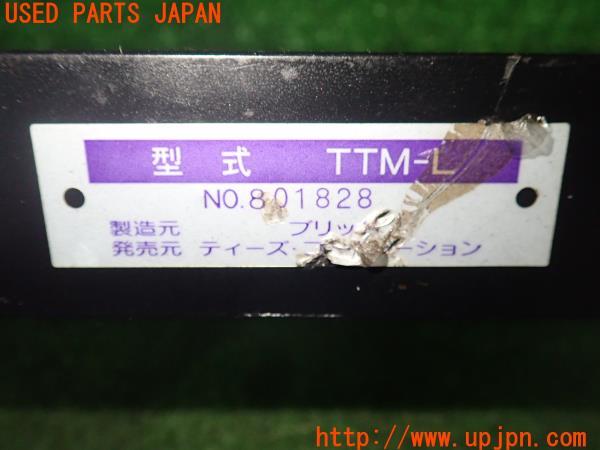 USED PARTS JAPAN
型式 TTM-L
NO.801828
製造元 ブリッ
発売元 ティーズ・ ーション
www.upjpn.com